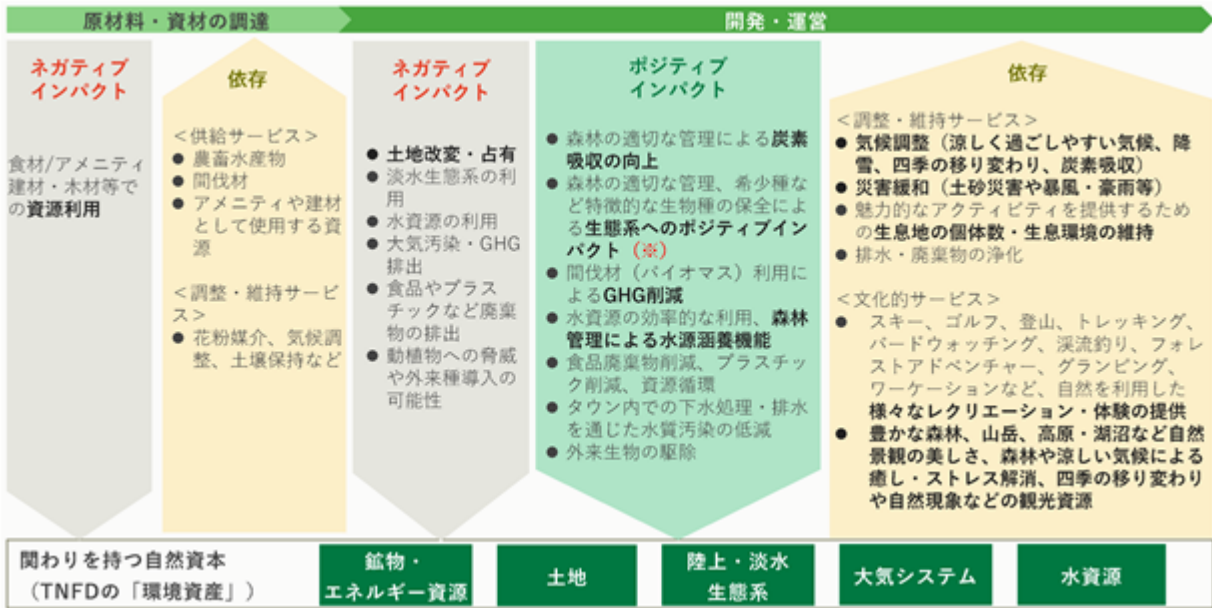 原材料・資材の調達
開発・運営
ネガティブ
インパクト
食材/アメニティ
建材・木材等で
の資源利用
依存
＜供給サービス＞
● 農畜水産物
● 間伐材
● アメニティや建材
として使用する資
源
＜調整・維持サービ
ス＞
● 花粉媒介、気候調
整、土壌保持など
ネガティブ
インパクト
● 土地改変・占有
● 淡水生態系の利
用
● 水資源の利用
● 大気汚染・GHG
排出
● 食品やプラス
チックなど廃棄
物の排出
● 動植物への脅威
や外来種導入の
可能性
ポジティブ
インパクト
● 森林の適切な管理による炭素
吸収の向上
● 森林の適切な管理、希少種な
ど特徴的な生物種の保全によ
る生態系へのポジティブイン
パクト（※）
● 間伐材（バイオマス）利用に
よるGHG削減
● 水資源の効率的な利用、森林
管理による水源涵養機能
● 食品廃棄物削減、プラスチッ
ク削減、資源循環
● タウン内での下水処理・排水
を通じた水質汚染の低減
● 外来生物の駆除
依存
＜調整・維持サービス＞
● 気候調整（涼しく過ごしやすい気候、降
雪、四季の移り変わり、炭素吸収）
● 災害緩和（土砂災害や暴風・豪雨等）
● 魅力的なアクティビティを提供するため
の生息地の個体数・生息環境の維持
● 排水・廃棄物の浄化
＜文化的サービス＞
● スキー、ゴルフ、登山、トレッキング、
バードウォッチング、渓流釣り、フォレ
ストアドベンチャー、グランピング、
ワーケーションなど、自然を利用した
様々なレクリエーション・体験の提供
● 豊かな森林、山岳、高原・湖沼など自然
景観の美しさ、森林や涼しい気候による
癒し・ストレス解消、四季の移り変わり
や自然現象などの観光資源
関わりを持つ自然資本
（TNFDの「環境資産」）
鉱物・
エネルギー資源
土地
陸上・淡水
生態系
大気システム
水資源